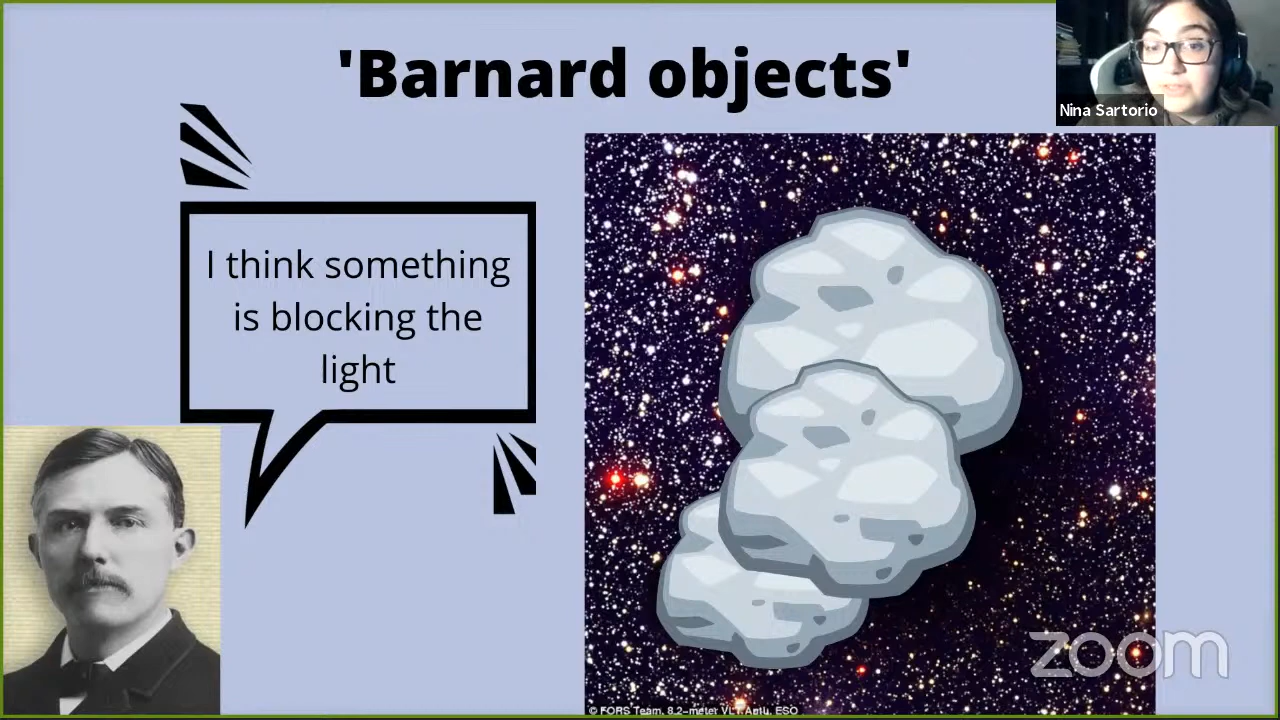 'Barnard objects'
Nina Sartorio
I think something
is blocking the
light
zoom
© FORS Team, 8.2-meter VLT Antu, ESO